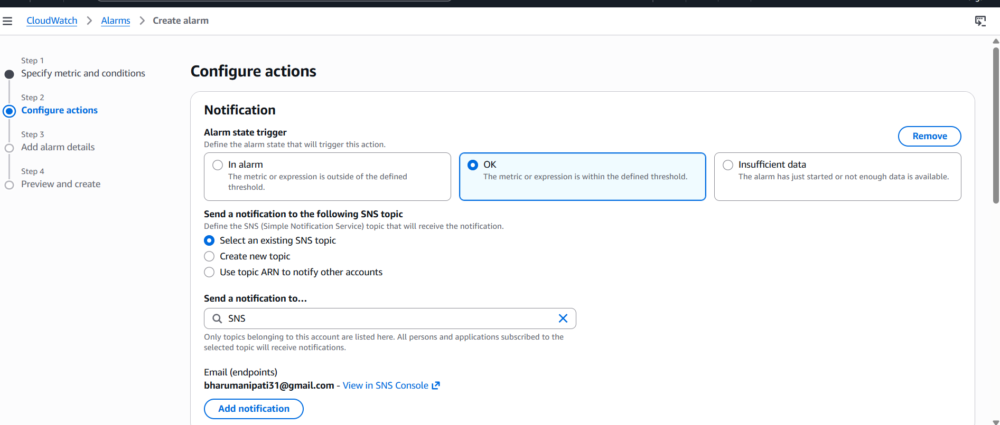 CloudWatch > Alarms > Create alarm
Step 1
Specify metric and conditions
Step 2
Configure actions
Step 3
Add alarm details
Step 4
Preview and create
Configure actions
Notification
Alarm state trigger
Define the alarm state that will trigger this action.
Remove
In alarm
The metric or expression is outside of the defined
threshold.
OK
The metric or expression is within the defined threshold.
Insufficient data
The alarm has just started or not enough data is available.
Send a notification to the following SNS topic
Define the SNS (Simple Notification Service) topic that will receive the notification.
Select an existing SNS topic
Create new topic
Use topic ARN to notify other accounts
Send a notification to…
SNS
Only topics belonging to this account are listed here. All persons and applications subscribed to the
selected topic will receive notifications.
Email (endpoints)
bharumanipati31@gmail.com - View in SNS Console
Add notification